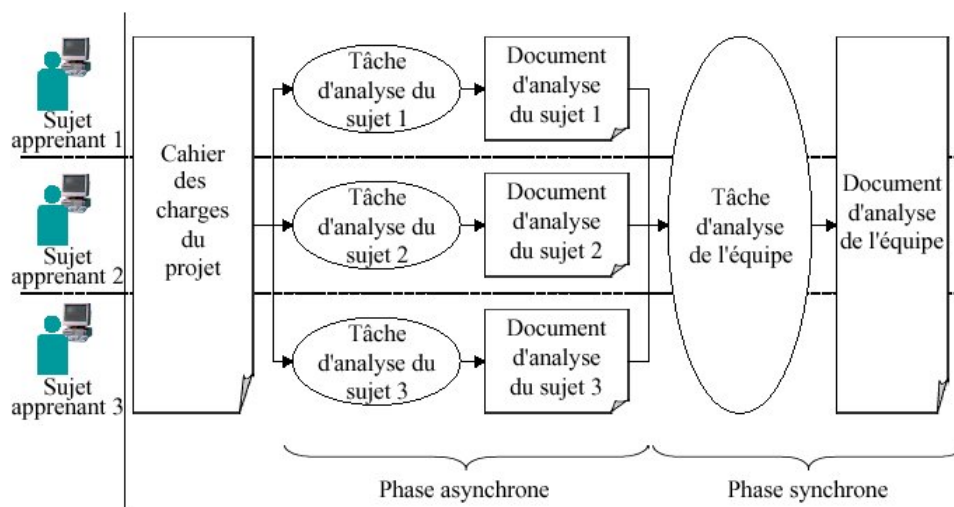 Sujet
apprenant 1
Sujet
apprenant 2
Sujet
apprenant 3
Cahier
des
charges
du
projet
Tâche
d'analyse du
sujet 1
Document
d'analyse
du sujet 1
Tâche
d'analyse du
sujet 2
Document
d'analyse
du sujet 2
Tâche
d'analyse du
sujet 3
Document
d'analyse
du sujet 3
Tâche
d'analyse
de l'équipe
Document
d'analyse
de l'équipe
Phase asynchrone
Phase synchrone